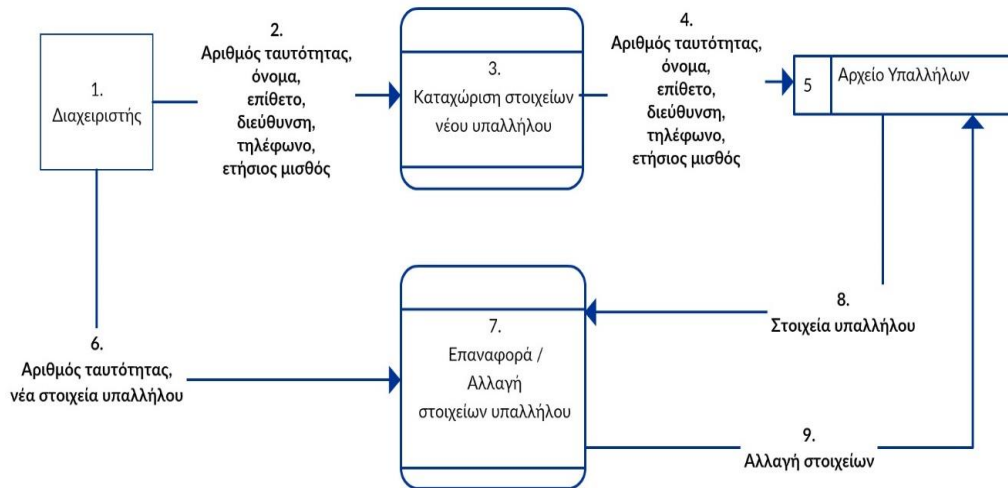 1.
Διαχειριστής
2.
Αριθμός ταυτότητας,
όνομα,
επίθετο,
διεύθυνση,
τηλέφωνο,
ετήσιος μισθός
3.
Καταχώριση στοιχείων
νέου υπαλλήλου
4.
Αριθμός ταυτότητας,
όνομα,
επίθετο,
διεύθυνση,
τηλέφωνο,
ετήσιος μισθός
5
Αρχείο Υπαλλήλων
6.
Αριθμός ταυτότητας,
νέα στοιχεία υπαλλήλου
7.
Επαναφορά /
Αλλαγή
στοιχείων υπαλλήλου
8.
Στοιχεία υπαλλήλου
9.
Αλλαγή στοιχείων